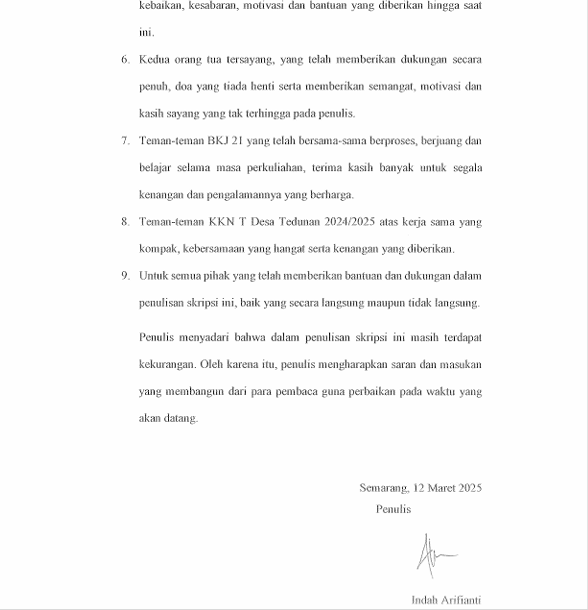 kebaikan, kesabaran, motivasi dan bantuan yang diberikan hingga saat
ini.
6. Kedua orang tua tersayang, yang telah memberikan dukungan secara
penuh, doa yang tiada henti serta memberikan semangat, motivasi dan
kasih sayang yang tak terhingga pada penulis.
7. Teman-teman BKJ 21 yang telah bersama-sama berproses, berjuang dan
belajar selama masa perkuliahan, terima kasih banyak untuk segala
kenangan dan pengalamannya yang berharga.
8. Teman-teman KKN T Desa Tedunan 2024/2025 atas kerja sama yang
kompak, kebersamaan yang hangat serta kenangan yang diberikan.
9. Untuk semua pihak yang telah memberikan bantuan dan dukungan dalam
penulisan skripsi ini, baik yang secara langsung maupun tidak langsung.
Penulis menyadari bahwa dalam penulisan skripsi ini masih terdapat
kekurangan. Oleh karena itu, penulis mengharapkan saran dan masukan
yang membangun dari para pembaca guna perbaikan pada waktu yang
akan datang.
Semarang, 12 Maret 2025
Penulis
Indah Arifianti